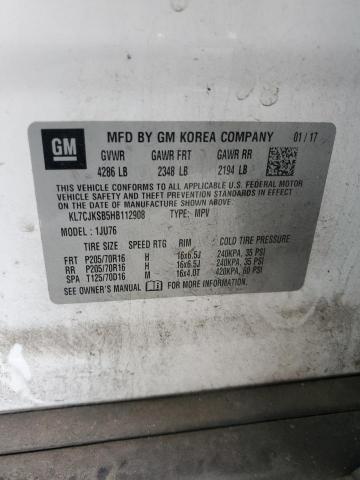 GM MFD BY GM KOREA COMPANY 01/17
GVWR GAWR FRT GAWR RR
4286 LB 2348 LB 2194 LB
THIS VEHICLE CONFORMS TO ALL APPLICABLE U.S. FEDERAL MOTOR
VEHICLE SAFETY, BUMPER, AND THEFT PREVENTION STANDARDS
IN EFFECT ON THE DATE OF MANUFACTURE SHOWN ABOVE.
KL7CJKSB5HB112908 TYPE: MPV
MODEL: 1JU76
TIRE SIZE SPEED RTG RIM COLD TIRE PRESSURE
FRT P205/70R16 H 16x6.5J 240KPA, 35 PSI
RR P205/70R16 H 16x6.5J 240KPA, 35 PSI
SPA T125/70D16 M 16x4.0T 420KPA, 60 PSI
SEE OWNER'S MANUAL FOR MORE INFORMATION.